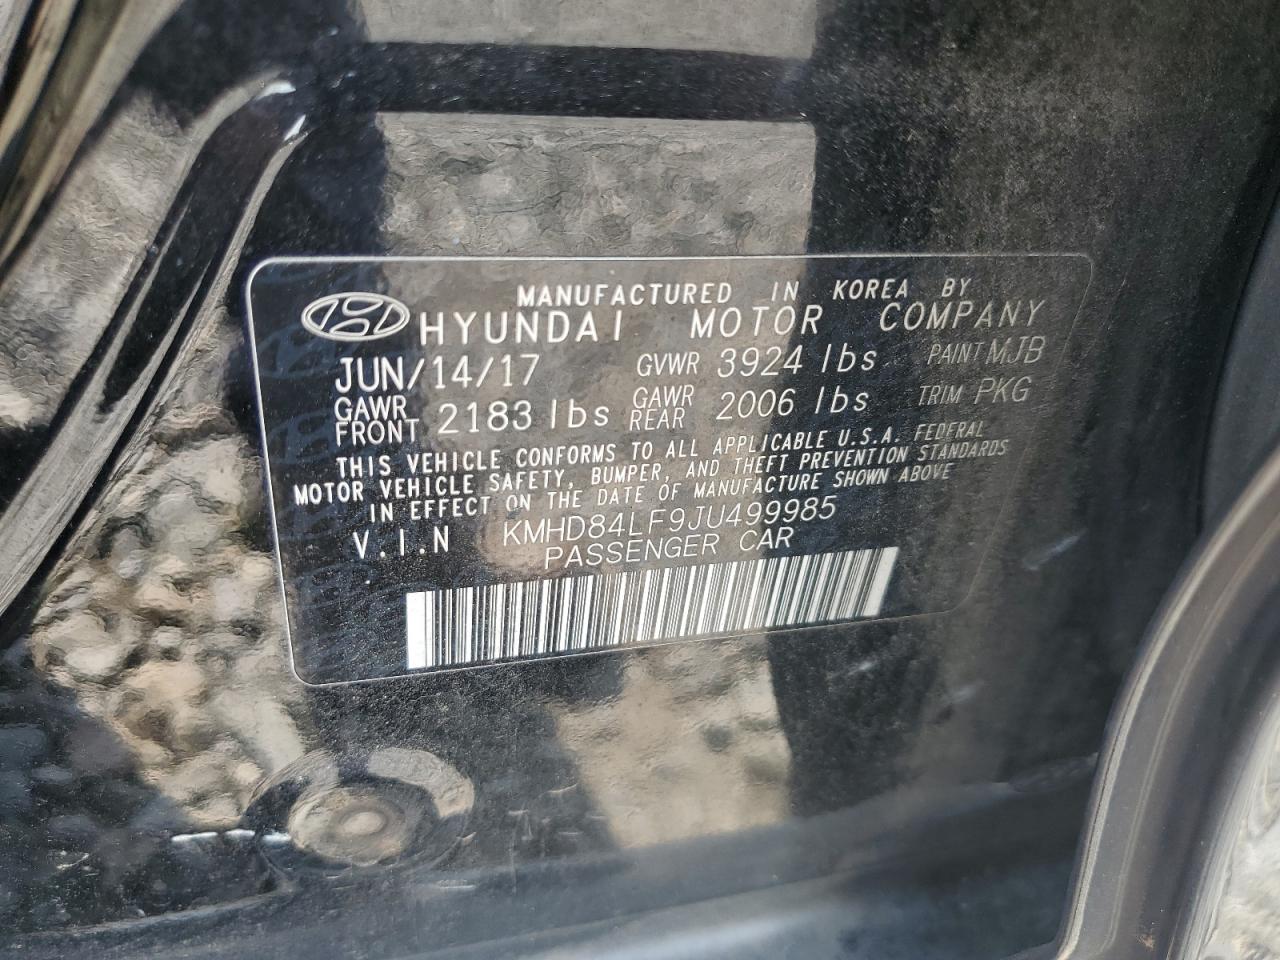 MANUFACTURED IN KOREA BY
HYUNDAI MOTOR COMPANY
JUN/14/17 GVWR 3924 lbs PAINT MJB
GAWR FRONT 2183 lbs GAWR REAR 2006 lbs TRIM PKG
THIS VEHICLE CONFORMS TO ALL APPLICABLE U.S.A. FEDERAL
MOTOR VEHICLE SAFETY, BUMPER, AND THEFT PREVENTION STANDARDS
IN EFFECT ON THE DATE OF MANUFACTURE SHOWN ABOVE
V.I.N KMHD84LF9JU499985
PASSENGER CAR